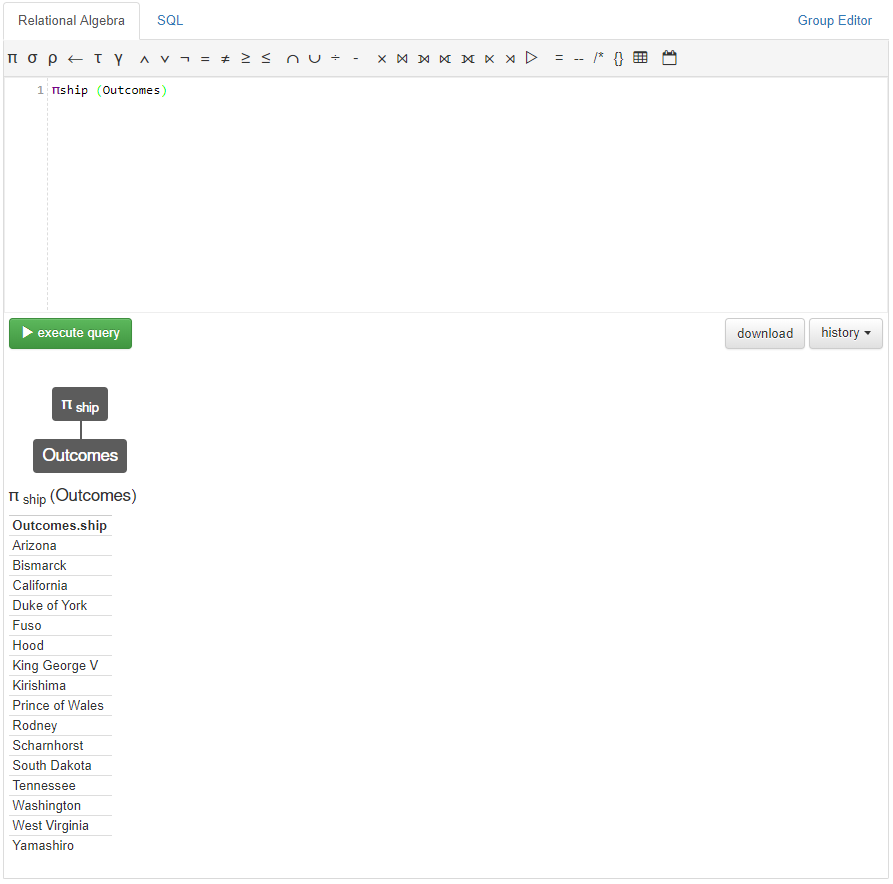 Relational Algebra SQL Group Editor
π σ ρ ← τ γ ∧ ∨ ¬ = ≠ ≥ ≤ ∩ ∪ ÷ - × ⋈ ⟕ ⟖ ⟗ ⋉ ⋊ ▷ = -- /* {}
1 πship (Outcomes)
execute query download history
π ship
Outcomes
π ship (Outcomes)
Outcomes.ship
Arizona
Bismarck
California
Duke of York
Fuso
Hood
King George V
Kirishima
Prince of Wales
Rodney
Scharnhorst
South Dakota
Tennessee
Washington
West Virginia
Yamashiro